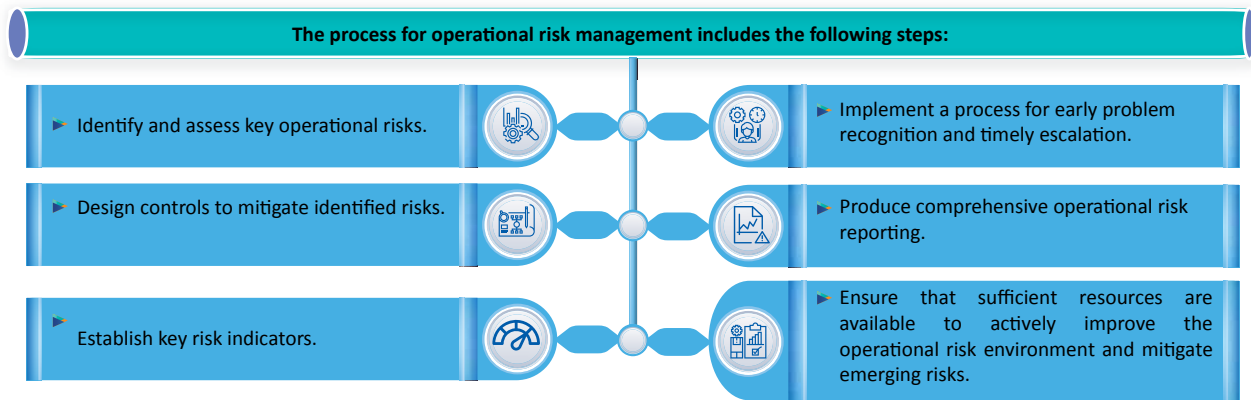 The process for operational risk management includes the following steps:
Identify and assess key operational risks.
Design controls to mitigate identified risks.
Establish key risk indicators.
Implement a process for early problem
recognition and timely escalation.
Produce comprehensive operational risk
reporting.
Ensure that sufficient resources are
available to actively improve the
operational risk environment and mitigate
emerging risks.